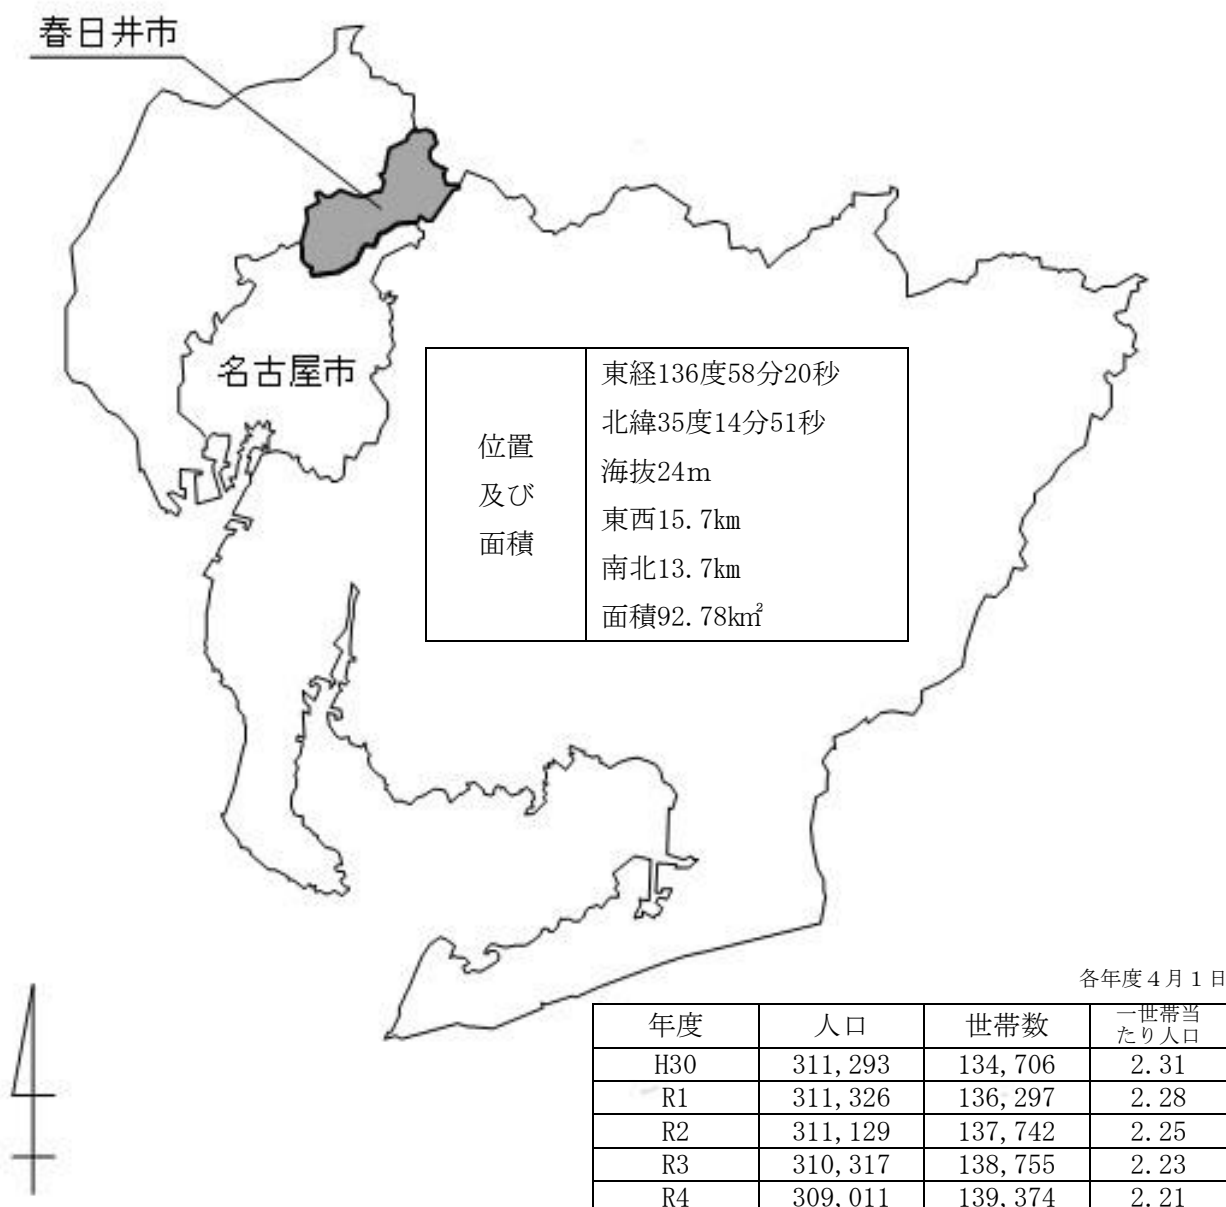 春日井市
名古屋市
位置
及び
面積
東経136度58分20秒
北緯35度14分51秒
海抜24m
東西15.7km
南北13.7km
面積92.78k㎡
各年度4月1日
年度 人口 世帯数 一世帯当たり人口
H30 311,293 134,706 2.31
R1 311,326 136,297 2.28
R2 311,129 137,742 2.25
R3 310,317 138,755 2.23
R4 309,011 139,374 2.21